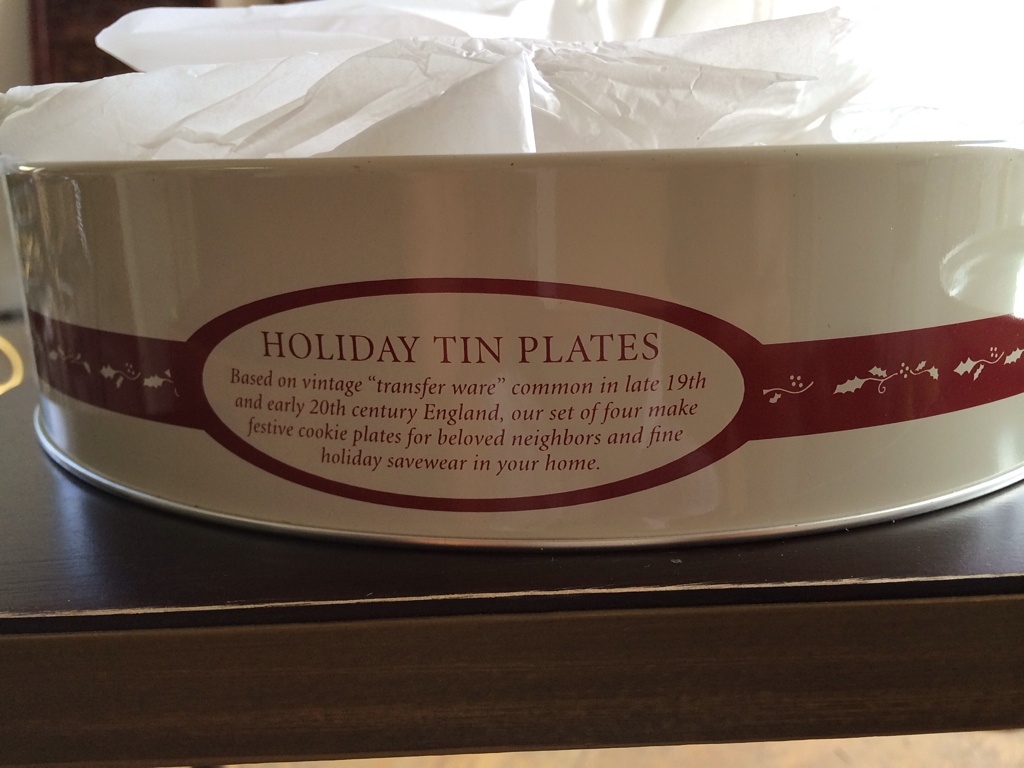 HOLIDAY TIN PLATES
Based on vintage “transfer ware” common in late 19th
and early 20th century England, our set of four make
festive cookie plates for beloved neighbors and fine
holiday savewear in your home.